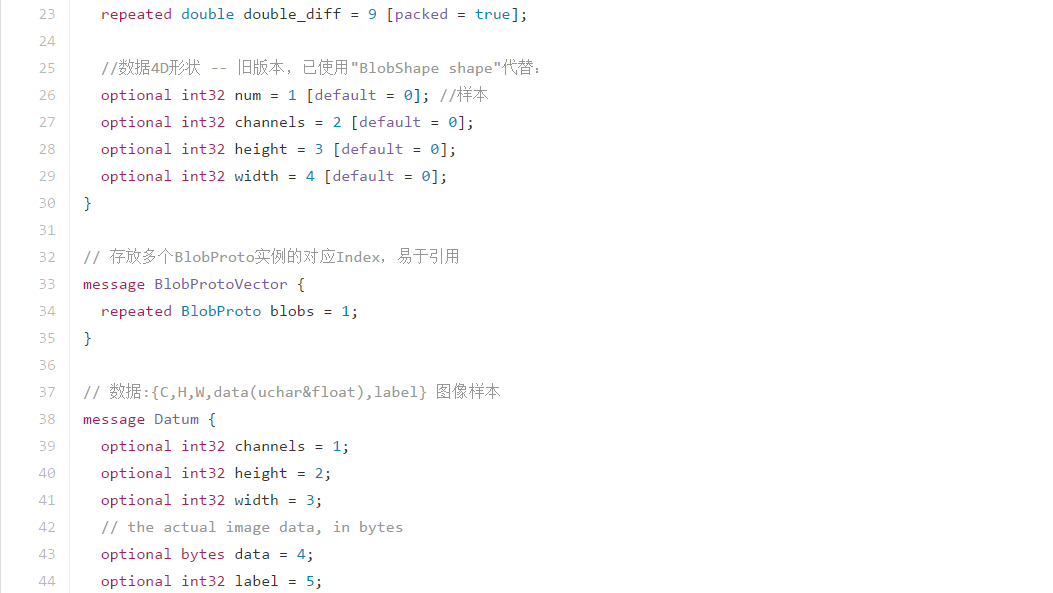 23 repeated double double_diff = 9 [packed = true];
24
25 //数据4D形状 -- 旧版本，已使用"BlobShape shape"代替：
26 optional int32 num = 1 [default = 0]; //样本
27 optional int32 channels = 2 [default = 0];
28 optional int32 height = 3 [default = 0];
29 optional int32 width = 4 [default = 0];
30 }
31
32 // 存放多个BlobProto实例的对应Index，易于引用
33 message BlobProtoVector {
34 repeated BlobProto blobs = 1;
35 }
36
37 // 数据:{C,H,W,data(uchar&float),label} 图像样本
38 message Datum {
39 optional int32 channels = 1;
40 optional int32 height = 2;
41 optional int32 width = 3;
42 // the actual image data, in bytes
43 optional bytes data = 4;
44 optional int32 label = 5;